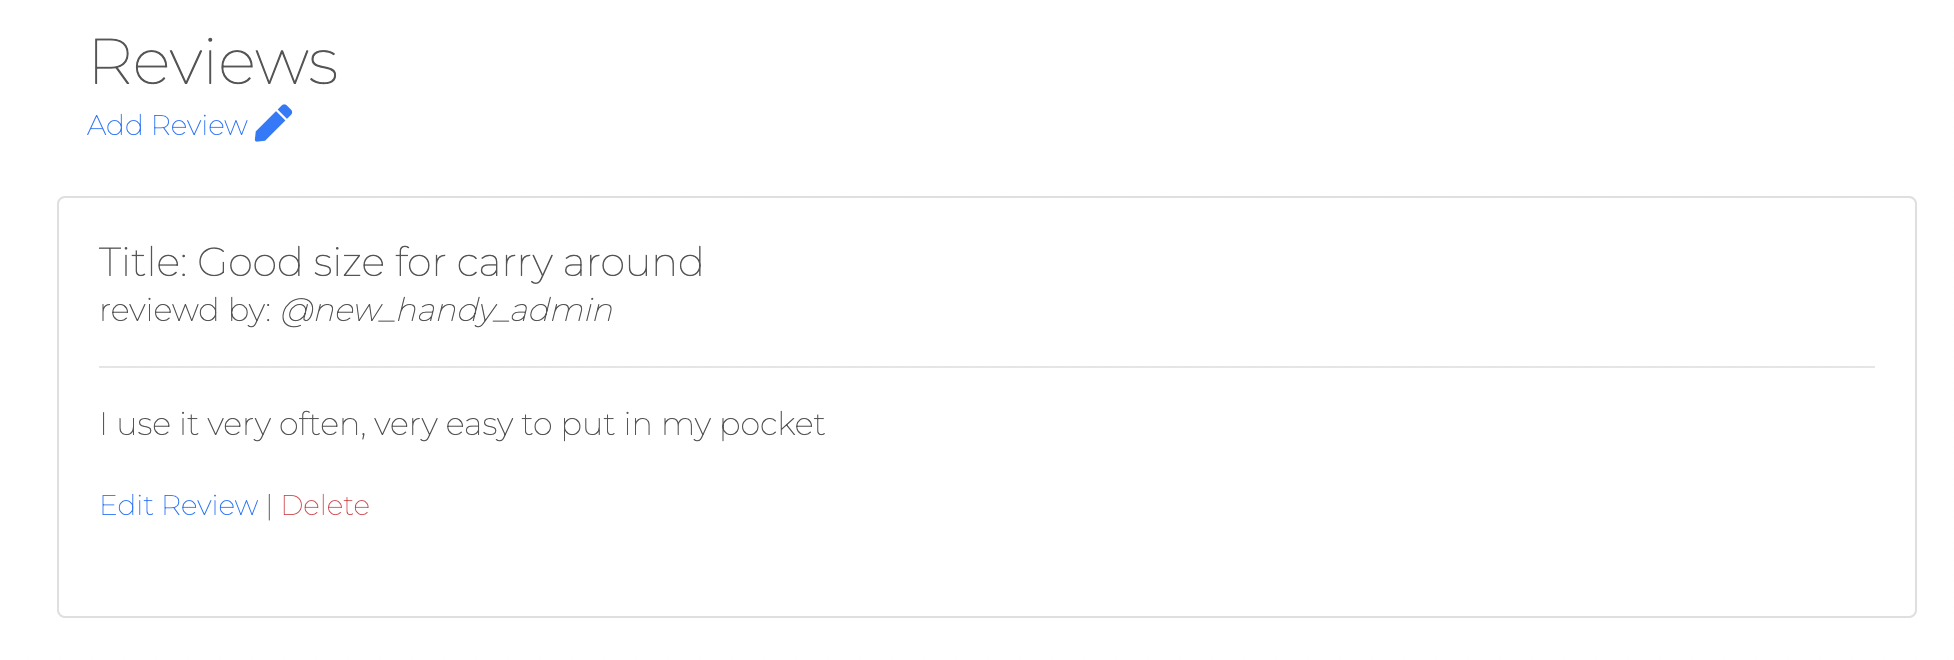 Reviews
Add Review
Title: Good size for carry around
reviewd by: @new_handy_admin
I use it very often, very easy to put in my pocket
Edit Review | Delete